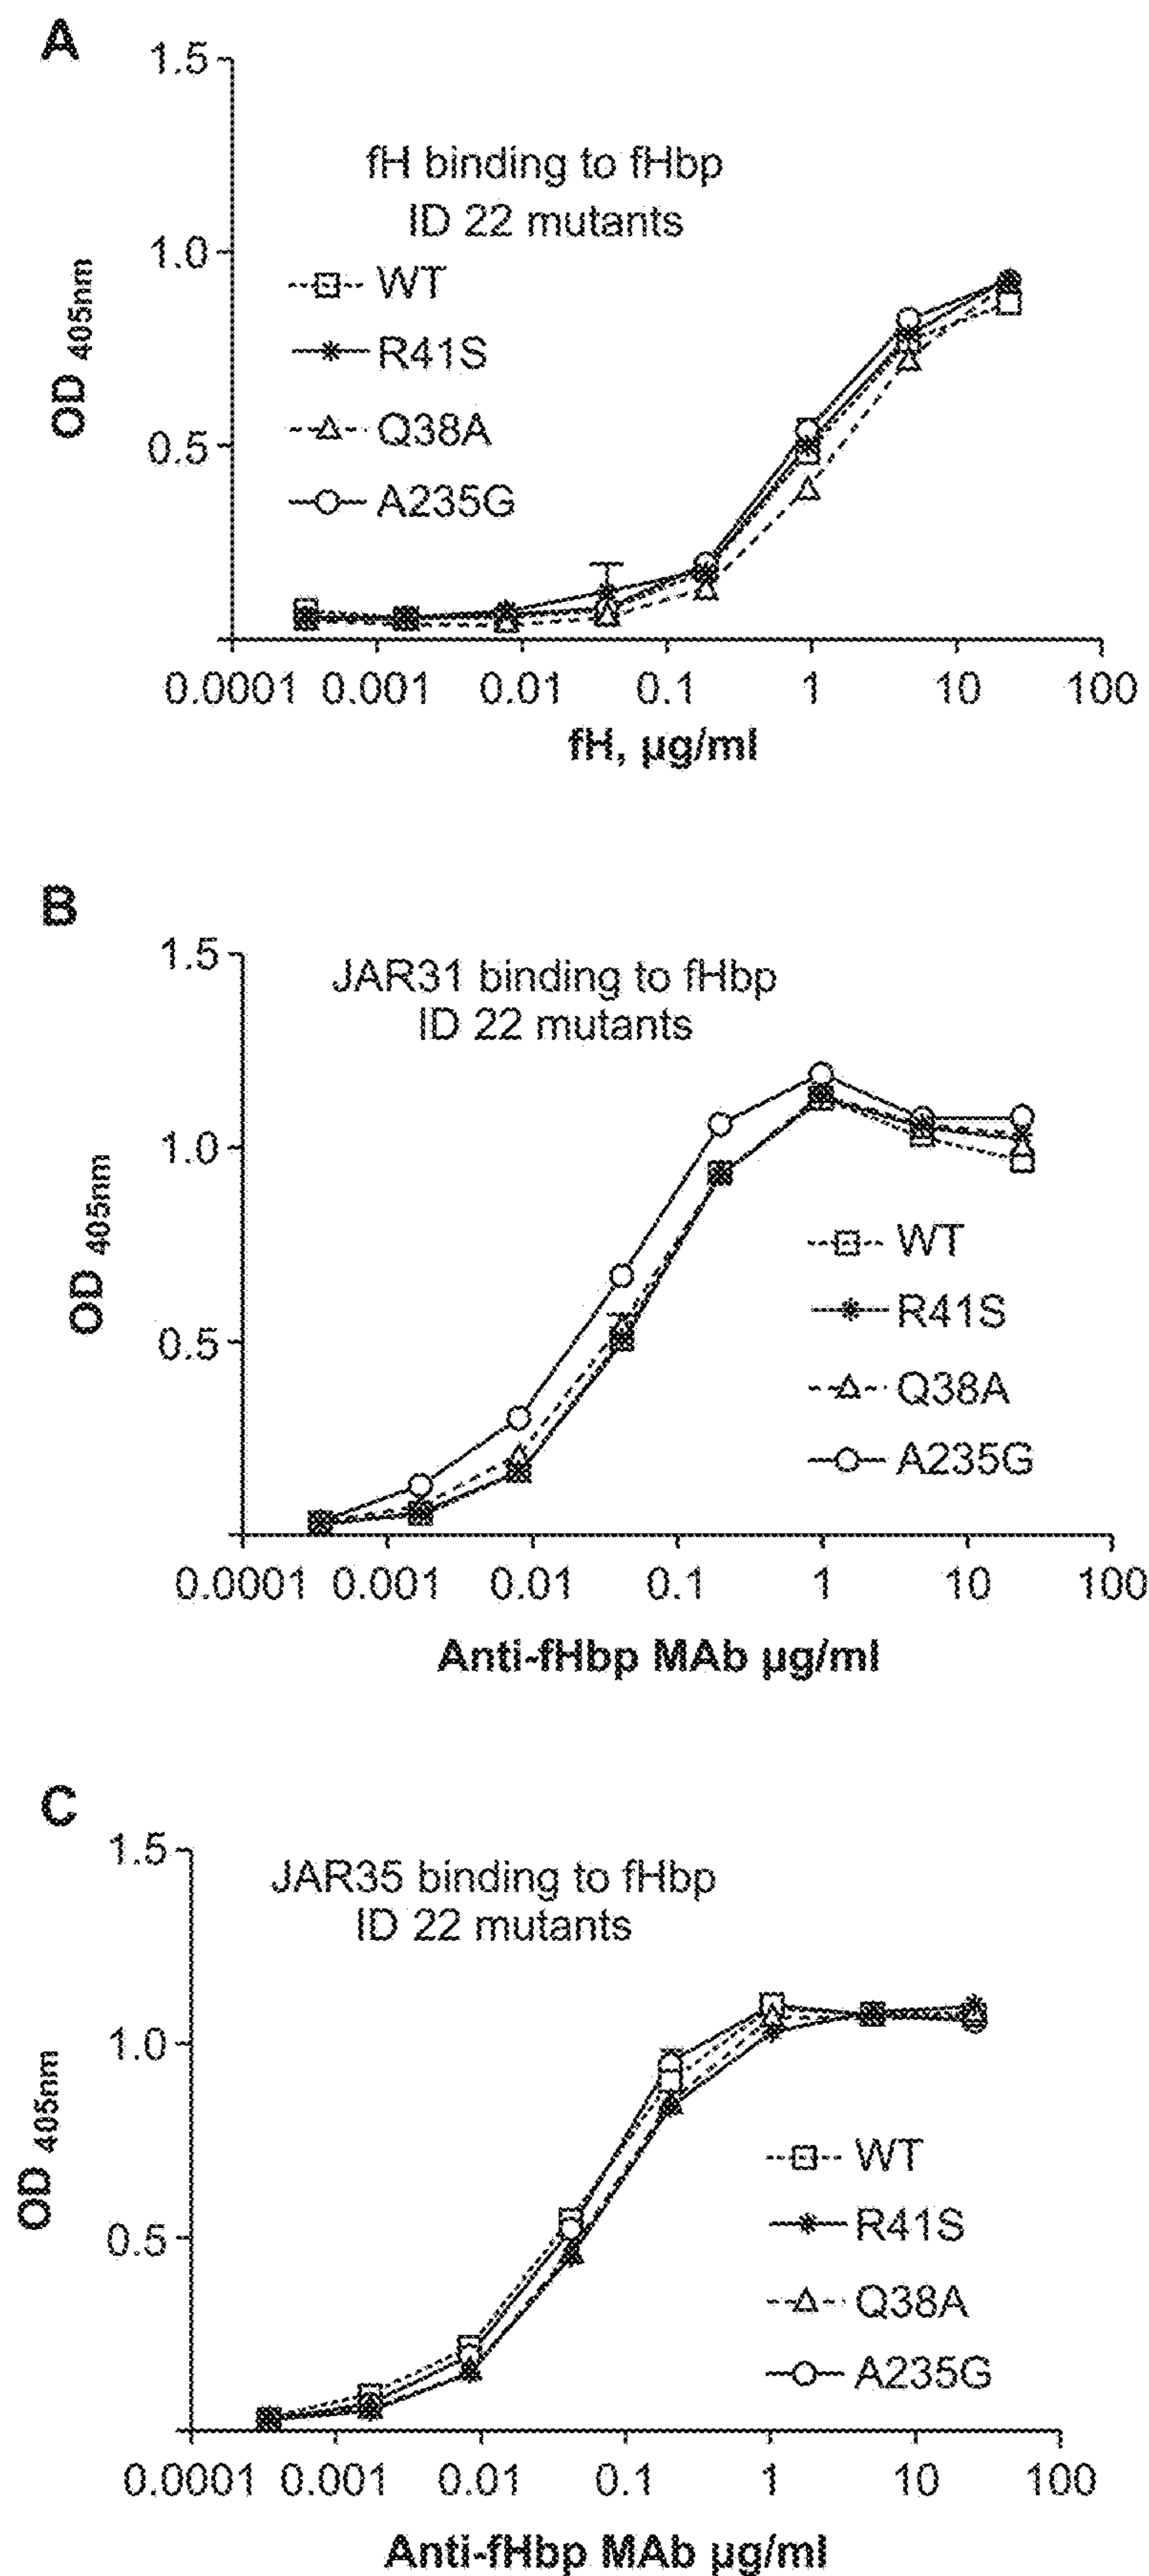 A
1.5
fH binding to fHbp
ID 22 mutants
1.0
WT
R41S
Q38A
0.5
A235G
OD 405nm
0.0001 0.001 0.01 0.1 1 10 100
fH, µg/ml
B
1.5
JAR31 binding to fHbp
ID 22 mutants
1.0
WT
R41S
0.5
Q38A
A235G
OD 405nm
0.0001 0.001 0.01 0.1 1 10 100
Anti-fHbp MAb µg/ml
C
1.5
JAR35 binding to fHbp
ID 22 mutants
1.0
WT
R41S
0.5
Q38A
A235G
OD 405nm
0.0001 0.001 0.01 0.1 1 10 100
Anti-fHbp MAb µg/ml